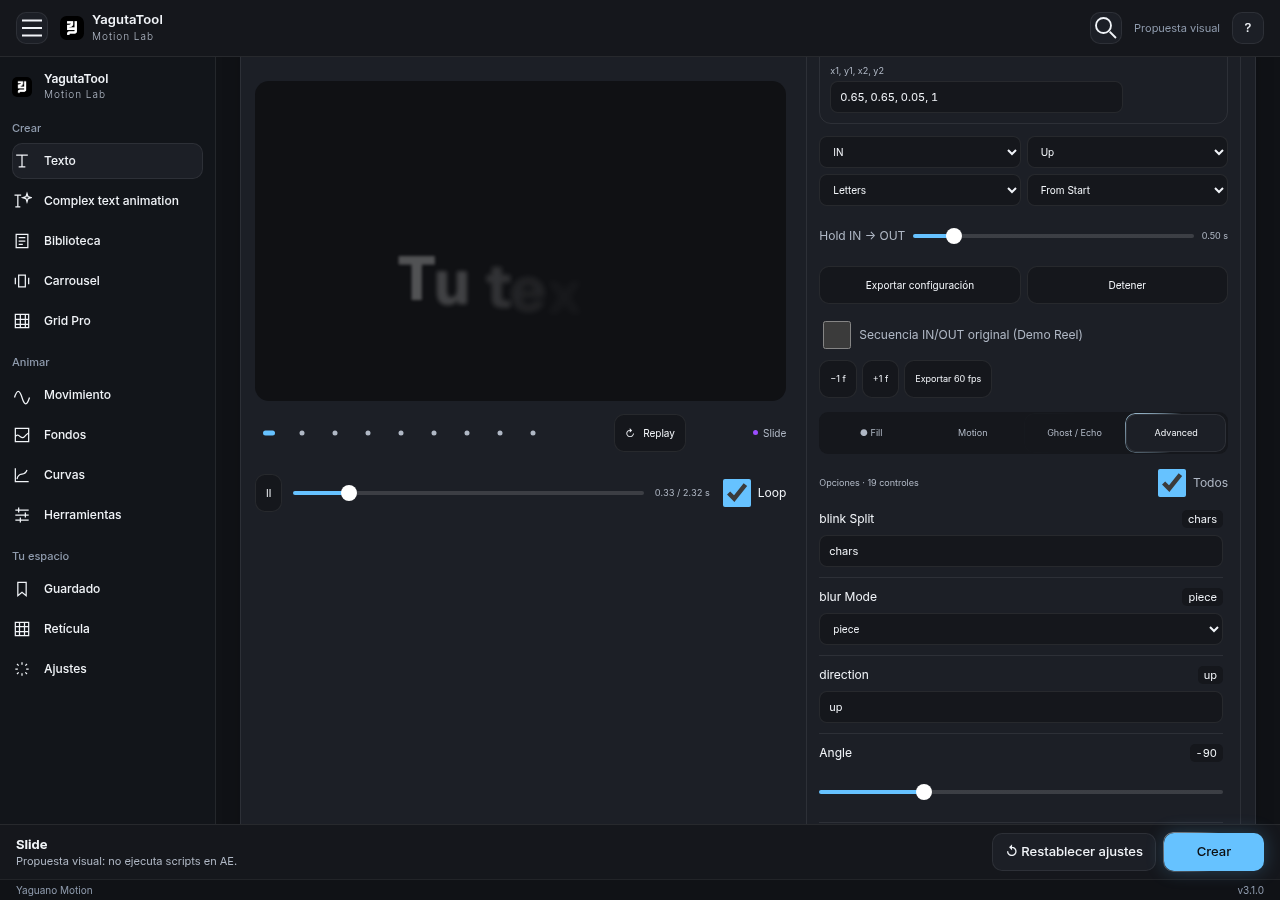 YagutaTool
Motion Lab
Propuesta visual
?
YagutaTool
Motion Lab
Crear
Texto
Complex text animation
Biblioteca
Carrousel
Grid Pro
Animar
Movimiento
Fondos
Curvas
Herramientas
Tu espacio
Guardado
Retícula
Ajustes
Tu tex
Replay
Slide
0.33 / 2.32 s
Loop
x1, y1, x2, y2
0.65, 0.65, 0.05, 1
IN
Up
Letters
From Start
Hold IN → OUT
0.50 s
Exportar configuración
Detener
Secuencia IN/OUT original (Demo Reel)
−1 f
+1 f
Exportar 60 fps
Fill
Motion
Ghost / Echo
Advanced
Opciones · 19 controles
Todos
blink Split
chars
chars
blur Mode
piece
piece
direction
up
up
Angle
-90
Slide
Propuesta visual: no ejecuta scripts en AE.
Restablecer ajustes
Crear
Yaguano Motion
v3.1.0